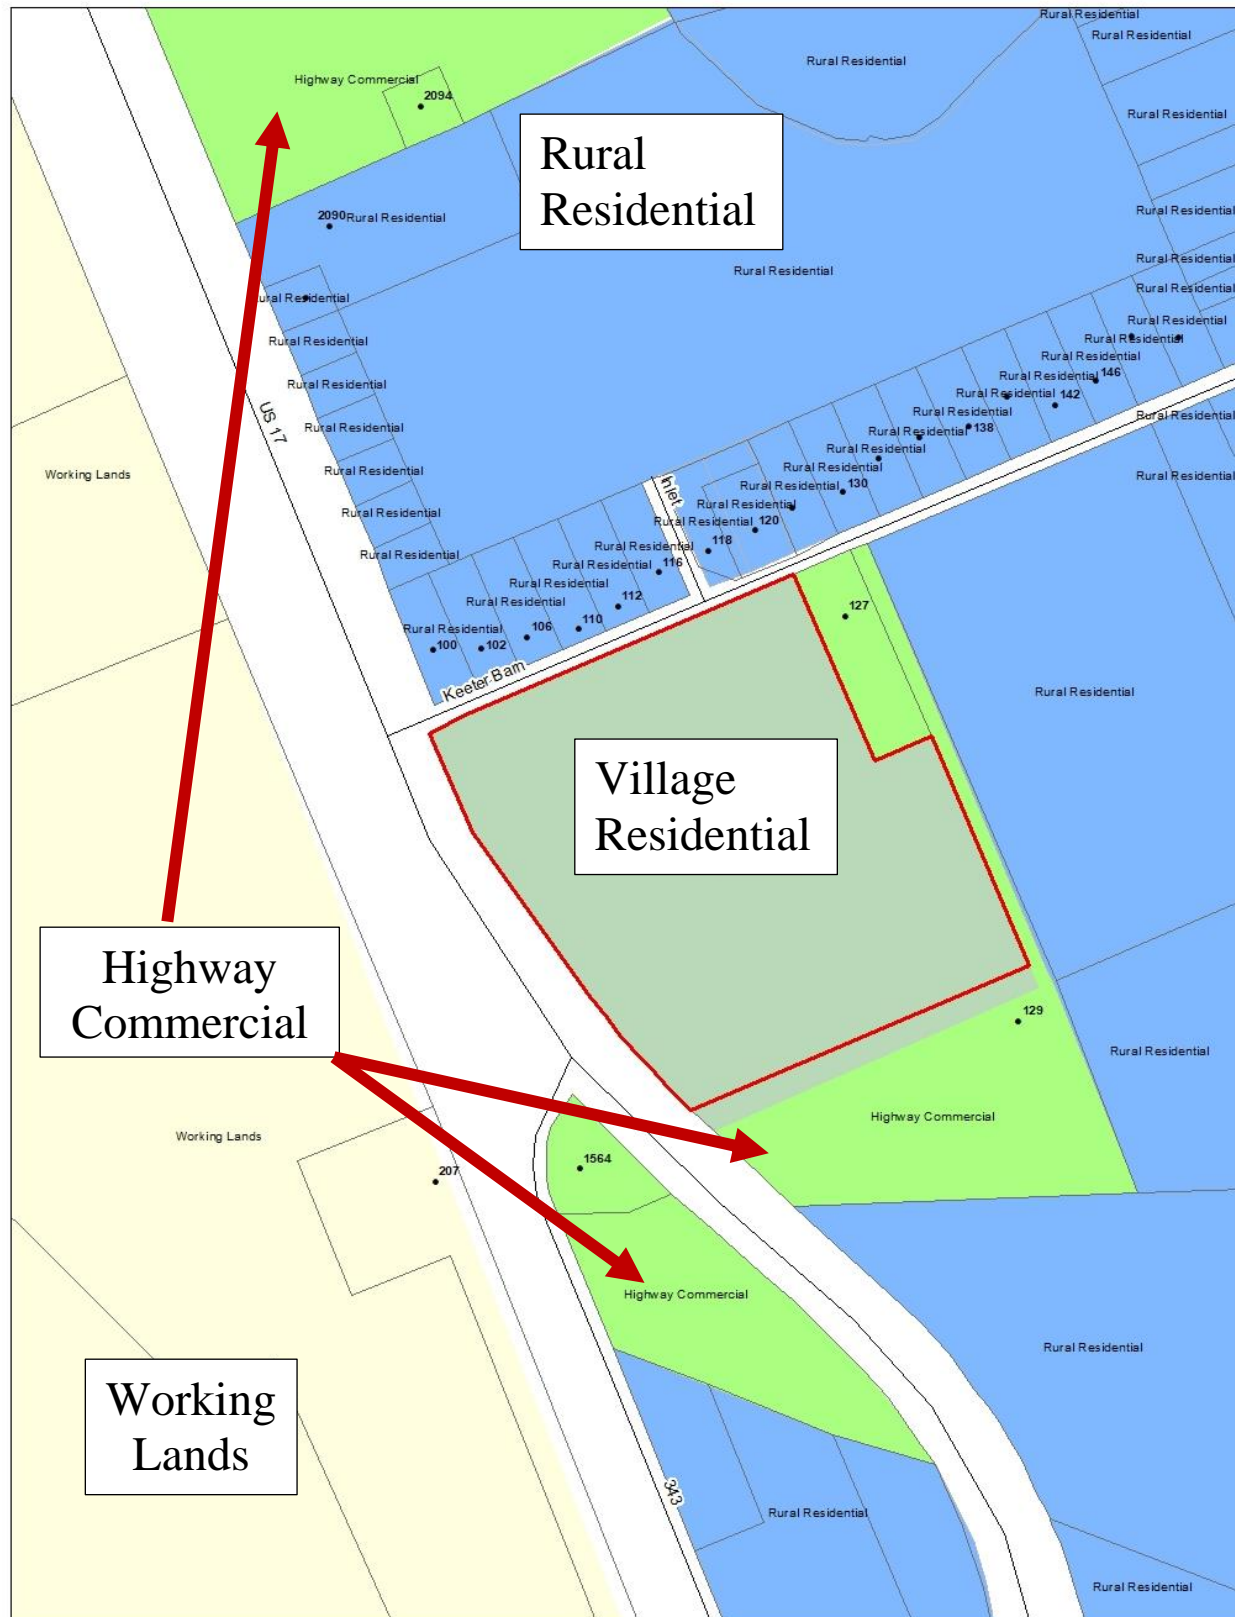 Rural Residential
Rural Residential
Rural Residential
Highway Commercial
2094
Rural Residential
Rural
Residential
Rural Residential
2090
Rural Residential
Rural Residential
Rural Residential
Rural Residential
Rural Residential
Rural Residential
Rural Residential
Rural Residential
Rural Residential
Rural Residential
Rural Residential
Rural Residential
146
Rural Residential
Rural Residential
142
US 17
Rural Residential
138
Rural Residential
Rural Residential
Rural Residential
Rural Residential
Rural Residential
Rural Residential
Working Lands
Rural Residential
130
Rural Residential
Inlet
Rural Residential
Rural Residential
Rural Residential
120
Rural Residential
118
Rural Residential
Rural Residential
116
Rural Residential
112
Rural Residential
110
127
Rural Residential
106
100
102
Keeter Barn
Rural Residential
Village
Residential
Highway
Commercial
129
Rural Residential
Highway Commercial
Working Lands
1564
207
Highway Commercial
Rural Residential
Working
Lands
343
Rural Residential
Rural Residential